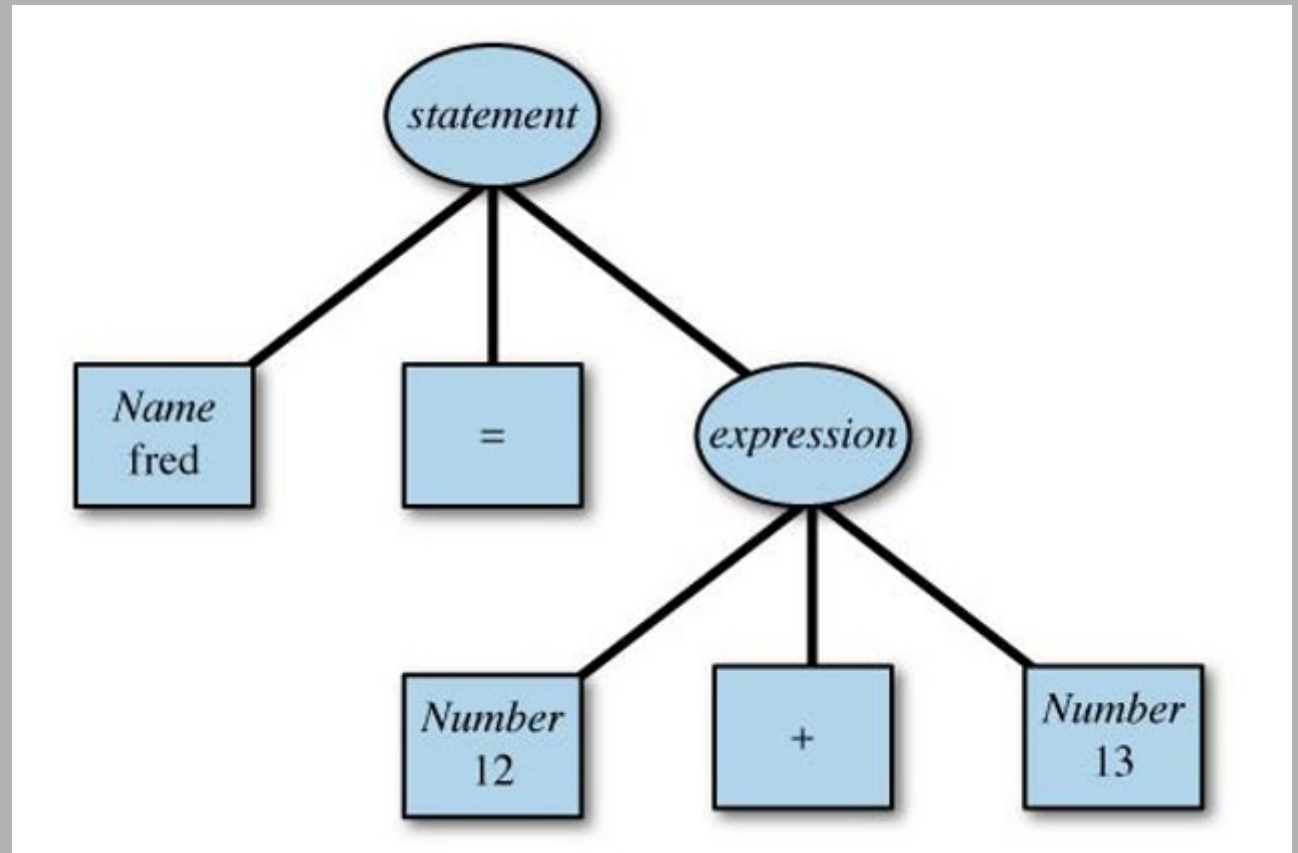 statement
Name
fred
=
expression
Number
12
+
Number
13